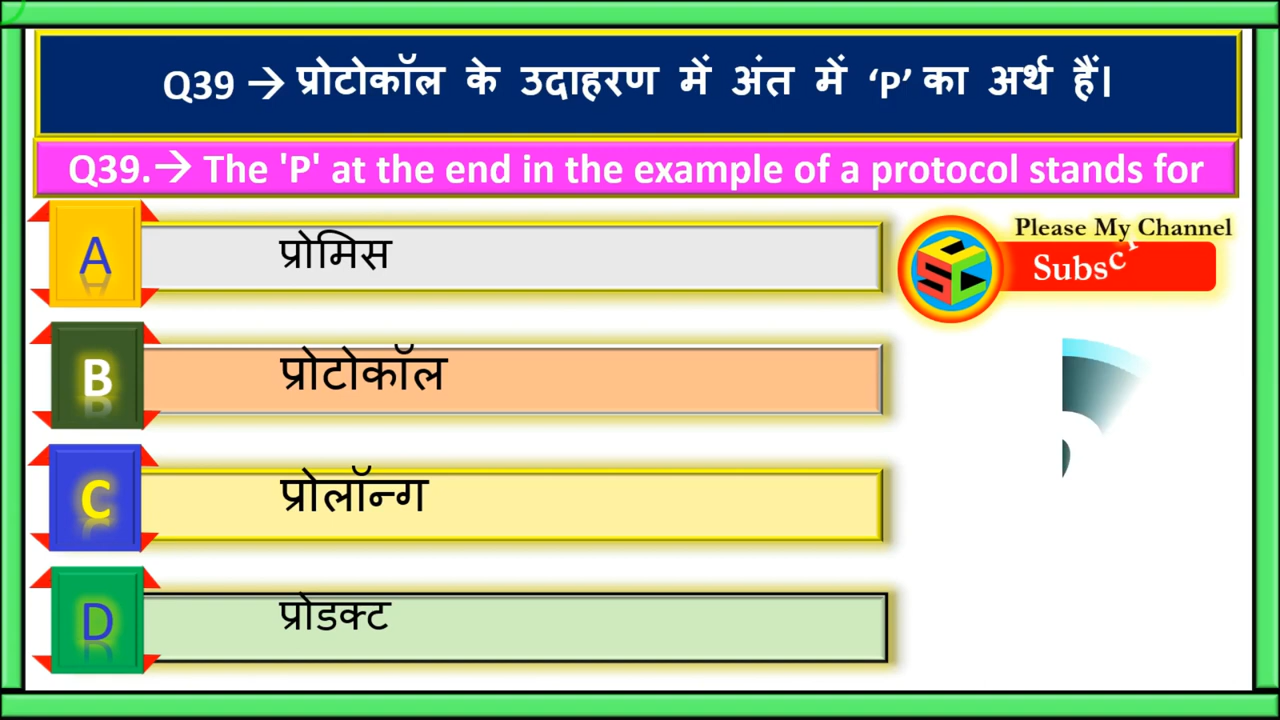 Q39 → प्रोटोकॉल के उदाहरण में अंत में ‘P’ का अर्थ हैं।
Q39.→ The 'P' at the end in the example of a protocol stands for
A प्रोमिस
Please My Channel
Subsc
B प्रोटोकॉल
C प्रोलॉन्ग
D प्रोडक्ट